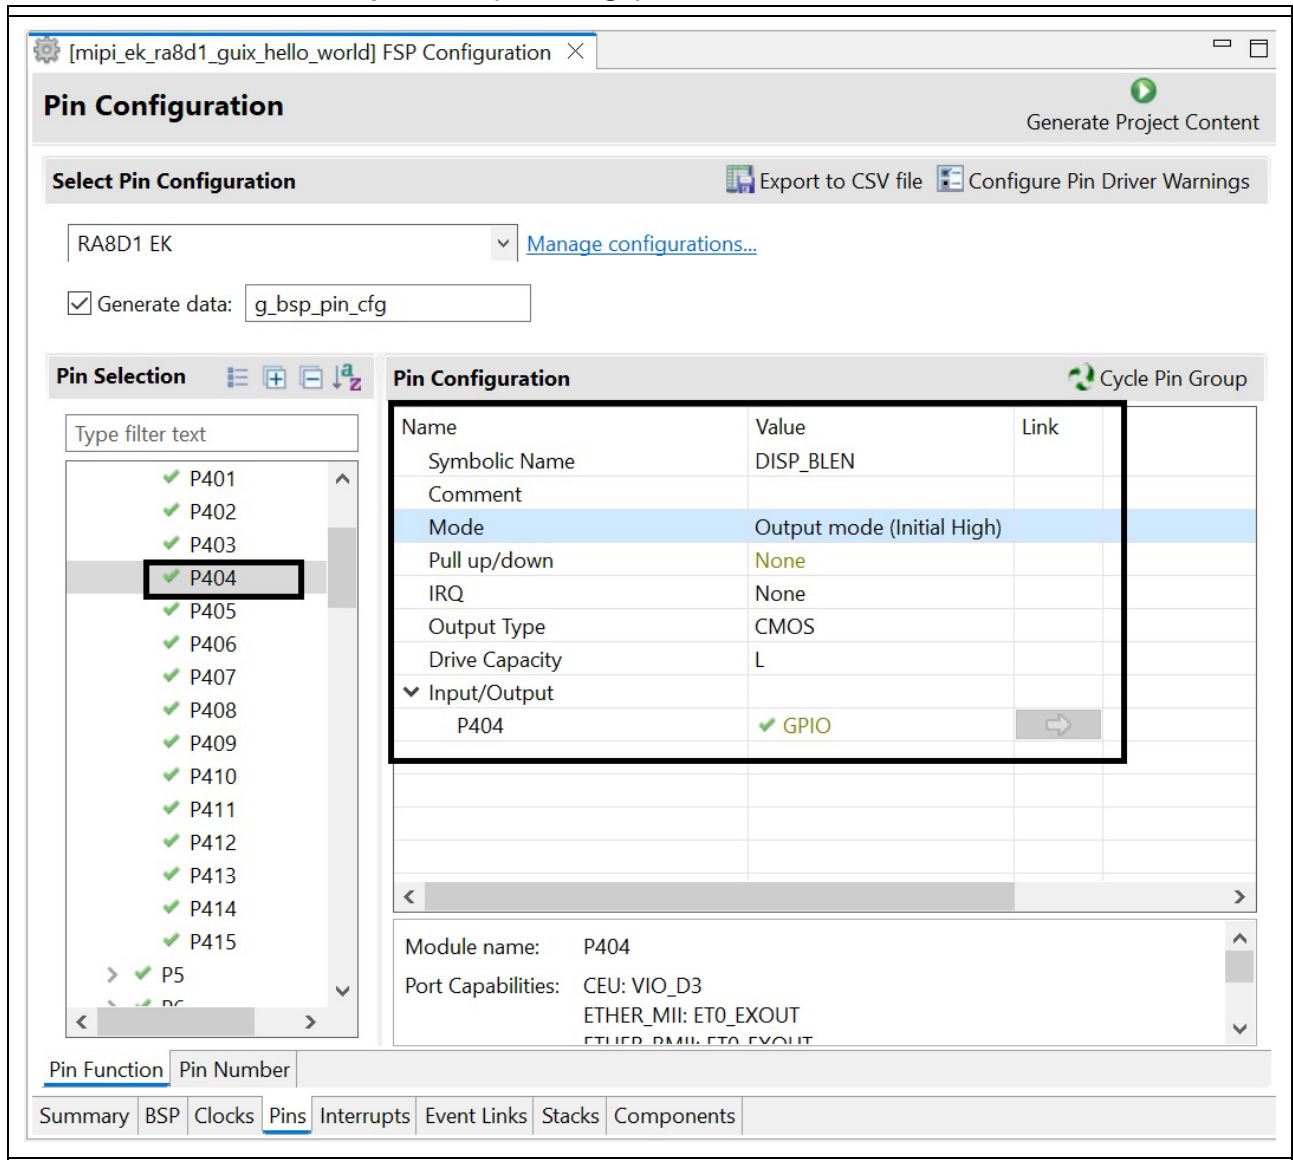 [mipi_ek_ra8d1_guix_hello_world] FSP Configuration
Pin Configuration
Generate Project Content
Select Pin Configuration
Export to CSV file
Configure Pin Driver Warnings
RA8D1 EK
Manage configurations...
Generate data:
g_bsp_pin_cfg
Pin Selection
Type filter text
P401
P402
P403
P404
P405
P406
P407
P408
P409
P410
P411
P412
P413
P414
P415
P5
Pin Configuration
Cycle Pin Group
Name Value Link
Symbolic Name DISP_BLEN
Comment
Mode Output mode (Initial High)
Pull up/down None
IRQ None
Output Type CMOS
Drive Capacity L
Input/Output
P404 GPIO
Module name: P404
Port Capabilities: CEU: VIO_D3
ETHER_MII: ET0_EXOUT
ETHER_RMII: ET0_EXOUT
Pin Function Pin Number
Summary BSP Clocks Pins Interrupts Event Links Stacks Components